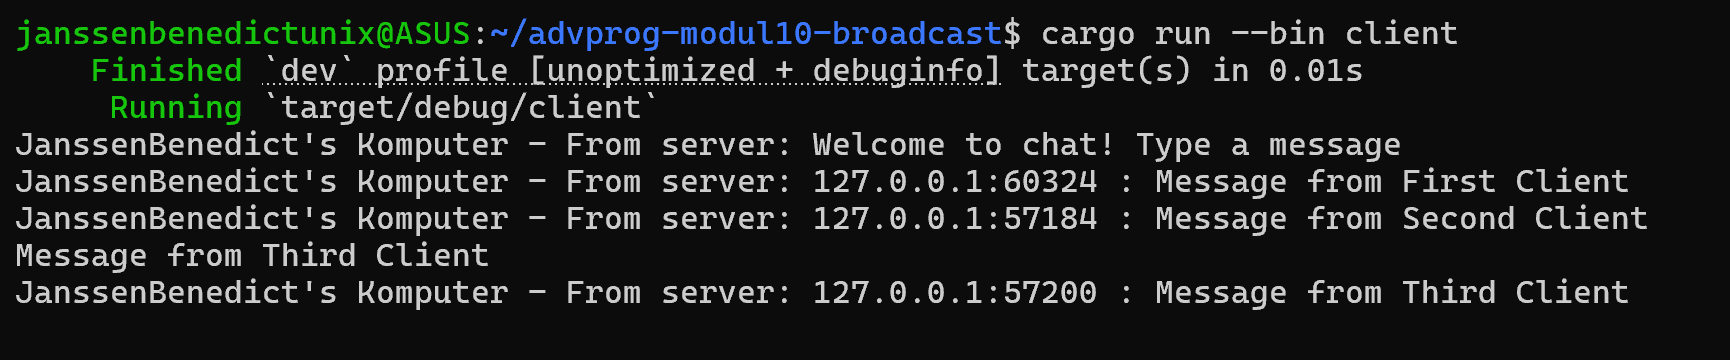 janssenbenedictunix@ASUS:~/advprog-modul10-broadcast$ cargo run --bin client
    Finished `dev` profile [unoptimized + debuginfo] target(s) in 0.01s
     Running `target/debug/client`
JanssenBenedict's Komputer - From server: Welcome to chat! Type a message
JanssenBenedict's Komputer - From server: 127.0.0.1:60324 : Message from First Client
JanssenBenedict's Komputer - From server: 127.0.0.1:57184 : Message from Second Client
Message from Third Client
JanssenBenedict's Komputer - From server: 127.0.0.1:57200 : Message from Third Client